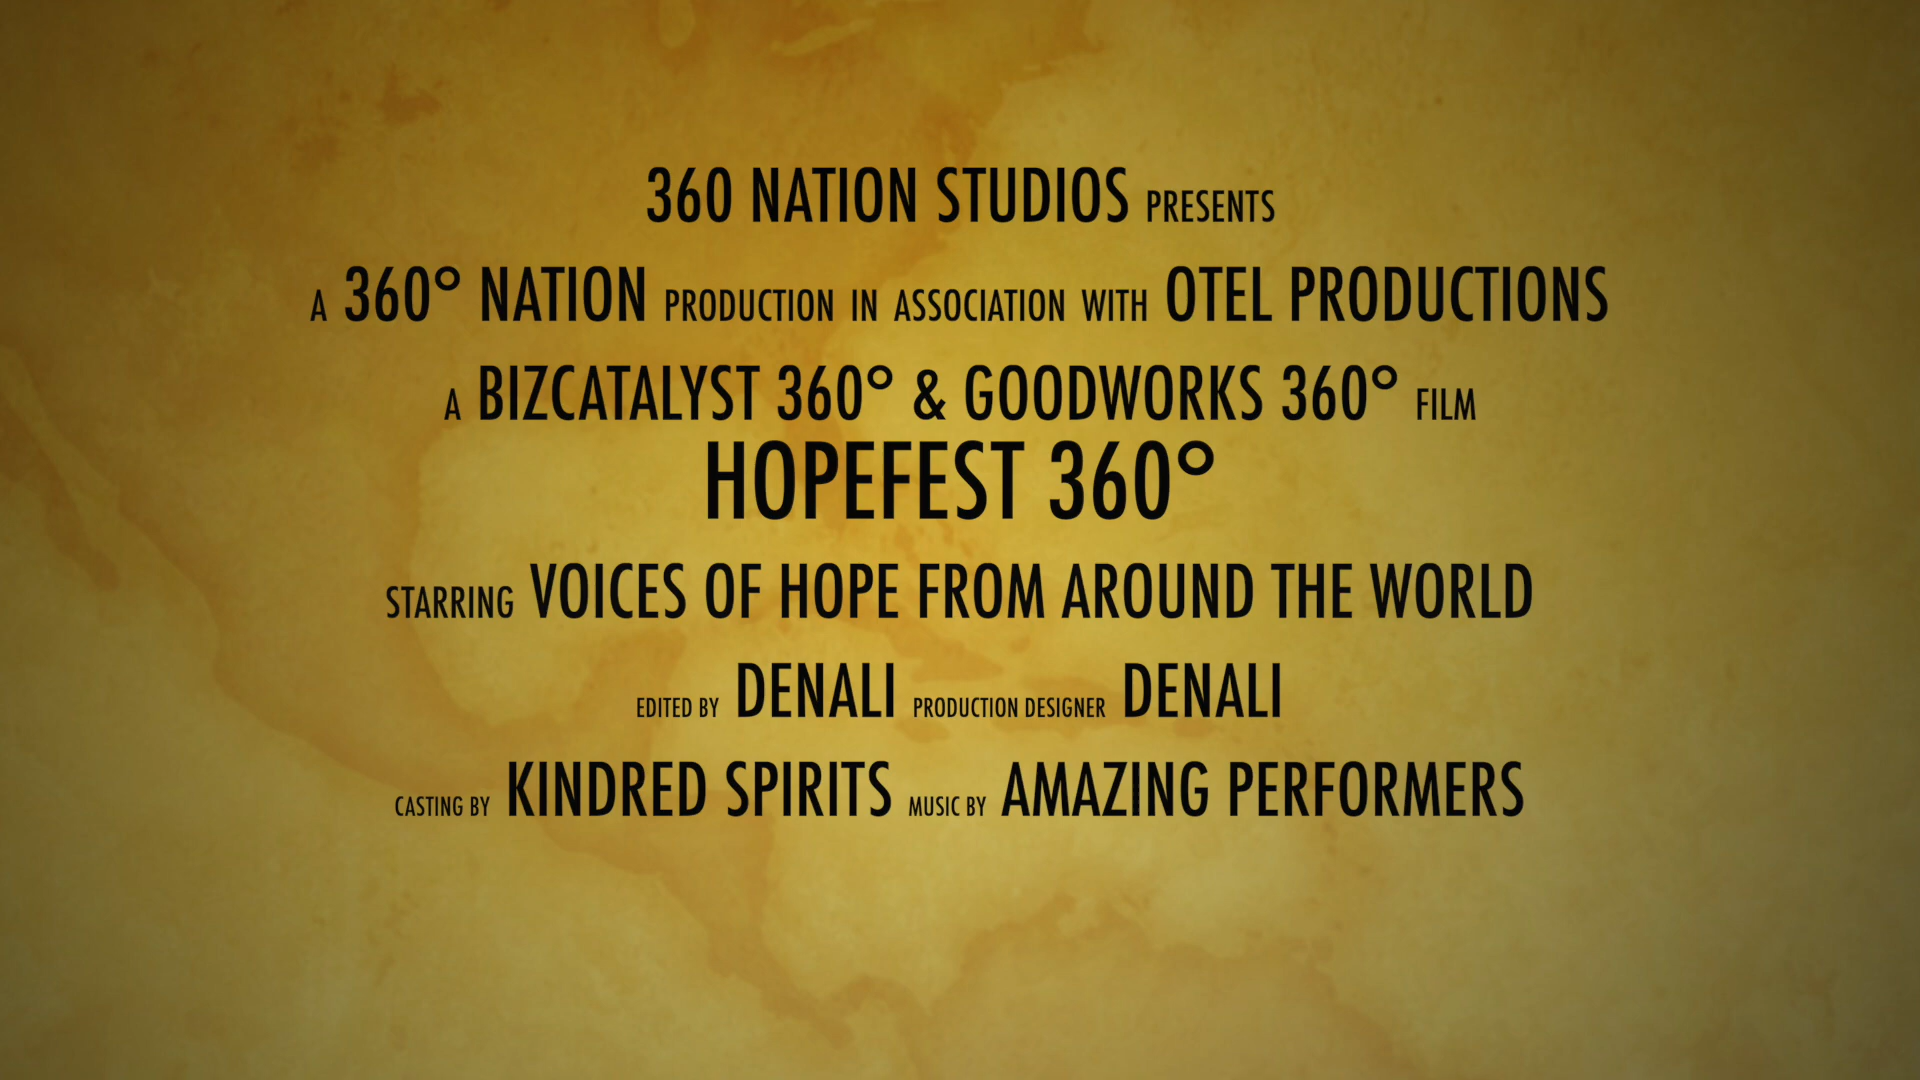 360 NATION STUDIOS PRESENTS
A 360° NATION PRODUCTION IN ASSOCIATION WITH OTEL PRODUCTIONS
A BIZCATALYST 360° & GOODWORKS 360° FILM
HOPEFEST 360°
STARRING VOICES OF HOPE FROM AROUND THE WORLD
EDITED BY DENALI PRODUCTION DESIGNER DENALI
CASTING BY KINDRED SPIRITS MUSIC BY AMAZING PERFORMERS